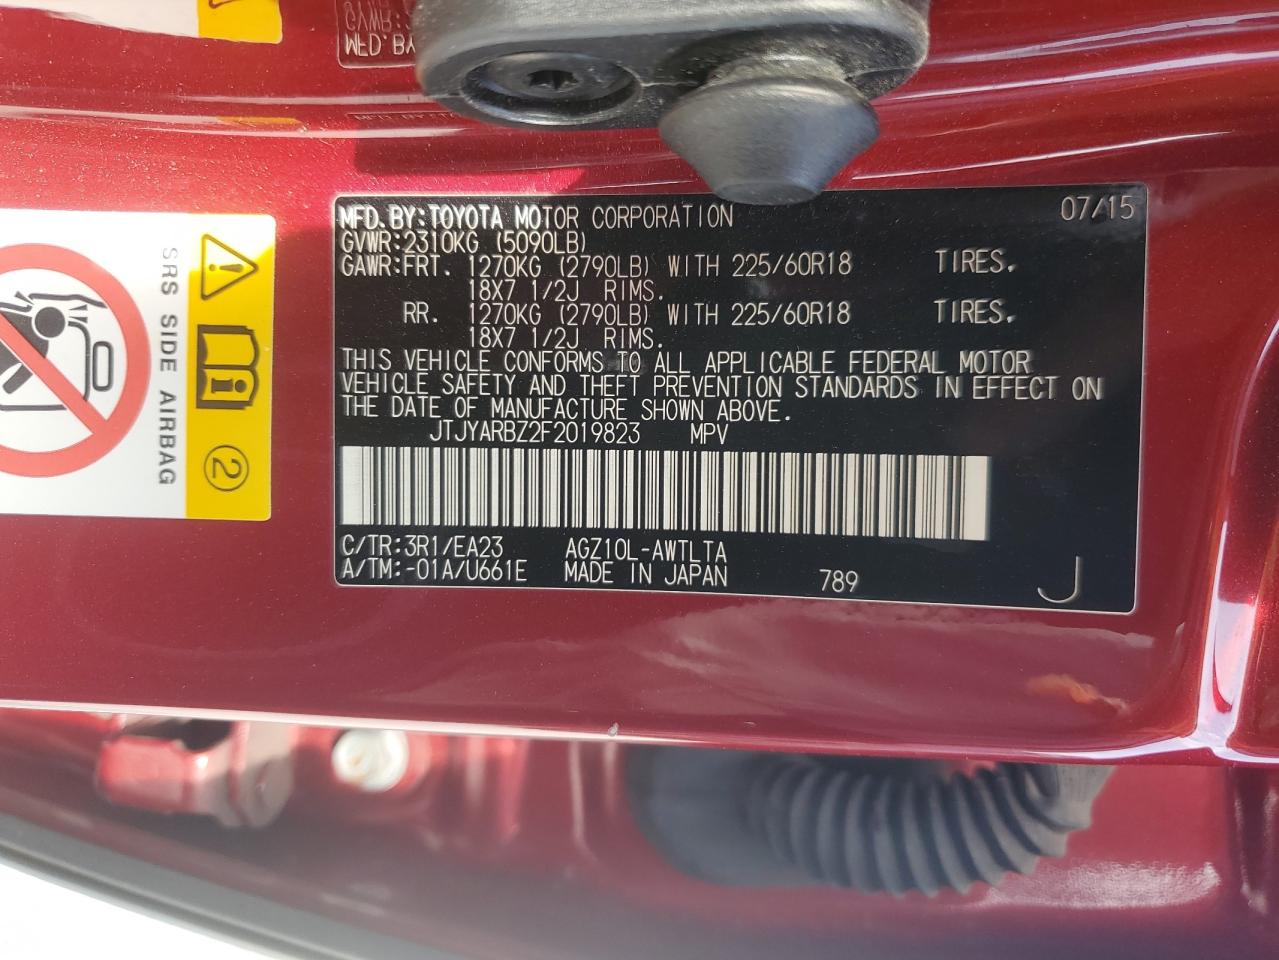 MFD.BY:TOYOTA MOTOR CORPORATION 07/15
GVWR:2310KG (5090LB)
GAWR:FRT. 1270KG (2790LB) WITH 225/60R18 TIRES.
18X7 1/2J RIMS.
RR. 1270KG (2790LB) WITH 225/60R18 TIRES.
18X7 1/2J RIMS.
THIS VEHICLE CONFORMS TO ALL APPLICABLE FEDERAL MOTOR
VEHICLE SAFETY AND THEFT PREVENTION STANDARDS IN EFFECT ON
THE DATE OF MANUFACTURE SHOWN ABOVE.
JTJYARBZ2F2019823 MPV
C/TR:3R1/EA23 AGZ10L-AWTLTA
A/TM:-01A/U661E MADE IN JAPAN 789 J
SRS SIDE AIRBAG
2
GVWR:
MFD.BY